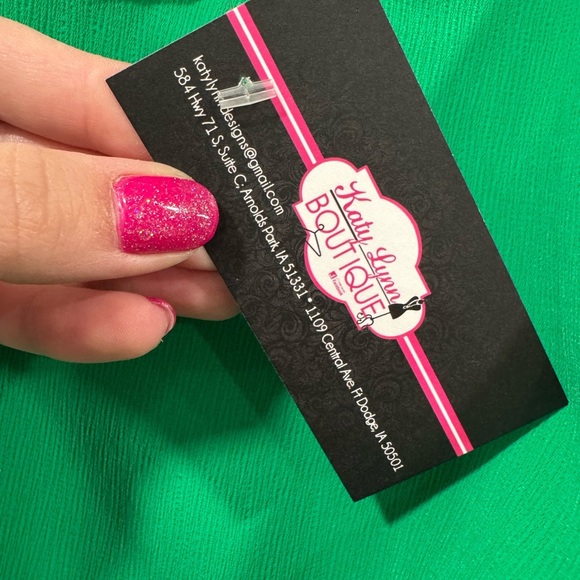 Katy Lynn
BOUTIQUE
katylynndesigns@gmail.com
584 Hwy 71 S, Suite C, Arnolds Park, IA 51331 • 1109 Central Ave. Ft Dodge, IA 50501